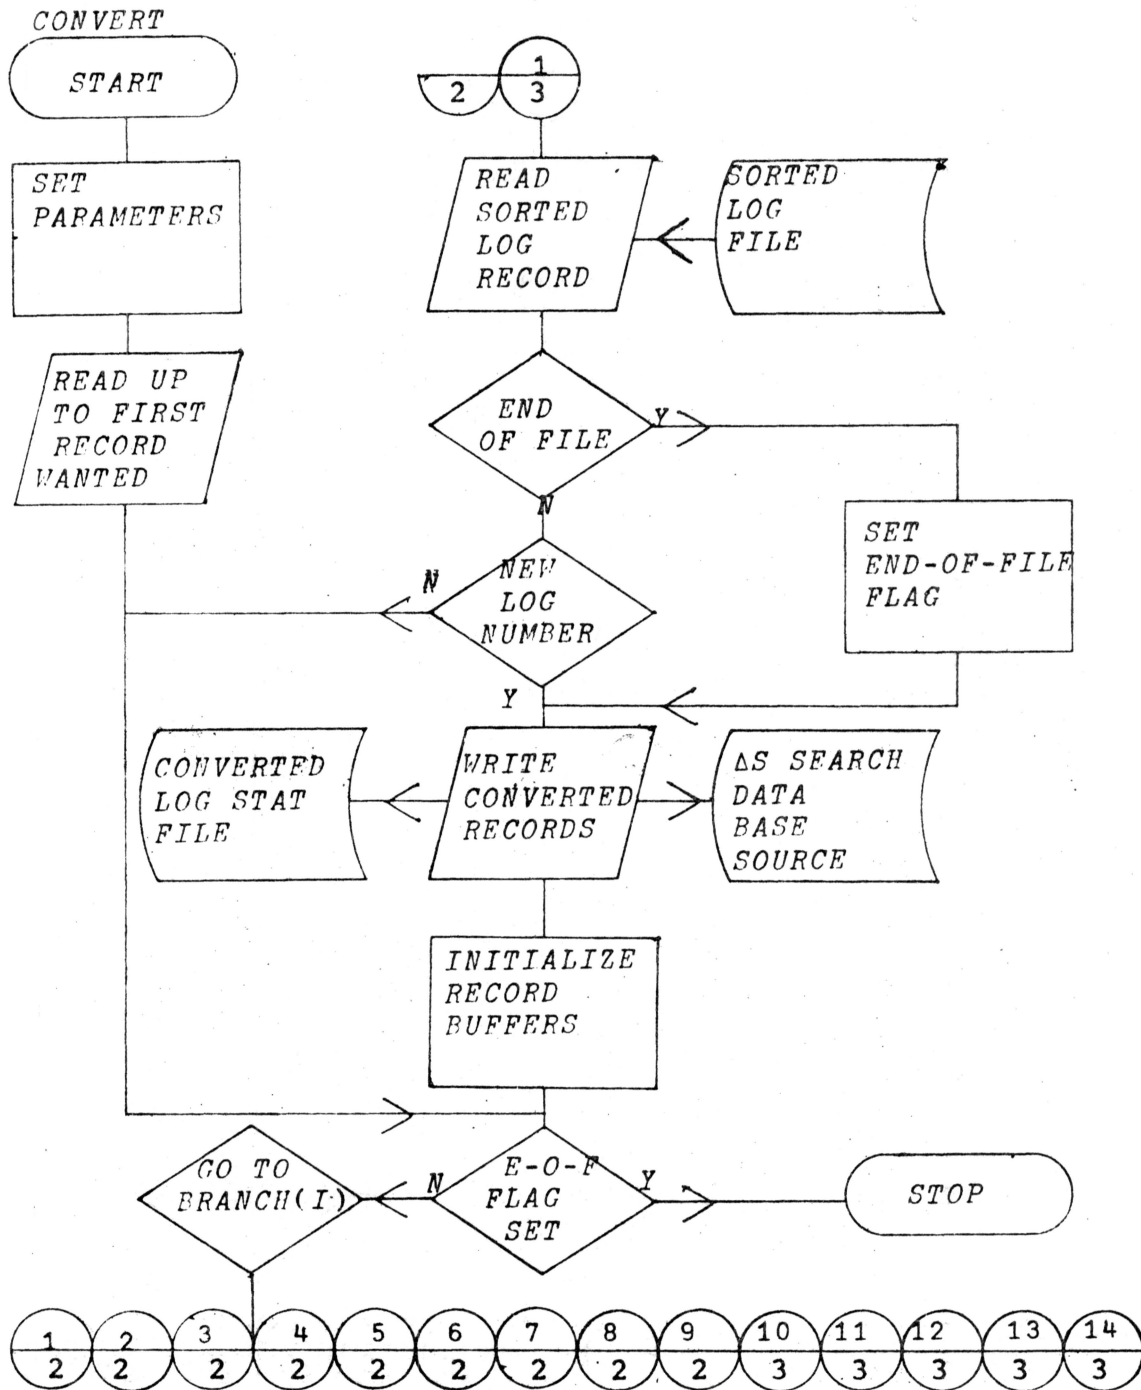 CONVERT
START
SET
PARAMETERS
READ UP
TO FIRST
RECORD
WANTED
2
1
3
READ
SORTED
LOG
RECORD
SORTED
LOG
FILE
END
OF FILE
Y
N
SET
END-OF-FILE
FLAG
NEW
LOG
NUMBER
N
Y
CONVERTED
LOG STAT
FILE
WRITE
CONVERTED
RECORDS
ΔS SEARCH
DATA
BASE
SOURCE
INITIALIZE
RECORD
BUFFERS
GO TO
BRANCH(I)
N
E-O-F
FLAG
SET
Y
STOP
1 2 3 4 5 6 7 8 9 10 11 12 13 14
2 2 2 2 2 2 2 2 2 3 3 3 3 3